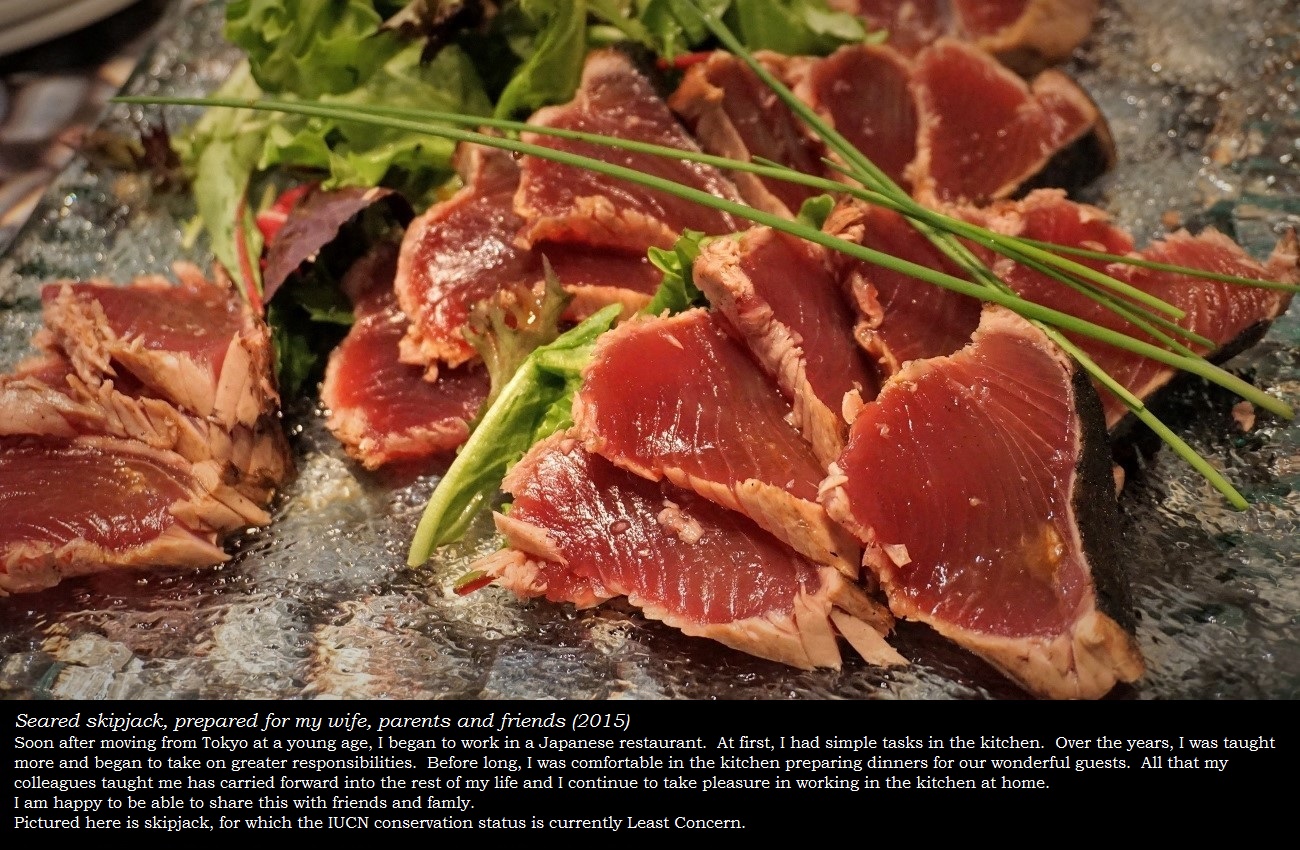 Seared skipjack, prepared for my wife, parents and friends (2015)
Soon after moving from Tokyo at a young age, I began to work in a Japanese restaurant.  At first, I had simple tasks in the kitchen.  Over the years, I was taught
more and began to take on greater responsibilities.  Before long, I was comfortable in the kitchen preparing dinners for our wonderful guests.  All that my
colleagues taught me has carried forward into the rest of my life and I continue to take pleasure in working in the kitchen at home.
I am happy to be able to share this with friends and famly.
Pictured here is skipjack, for which the IUCN conservation status is currently Least Concern.